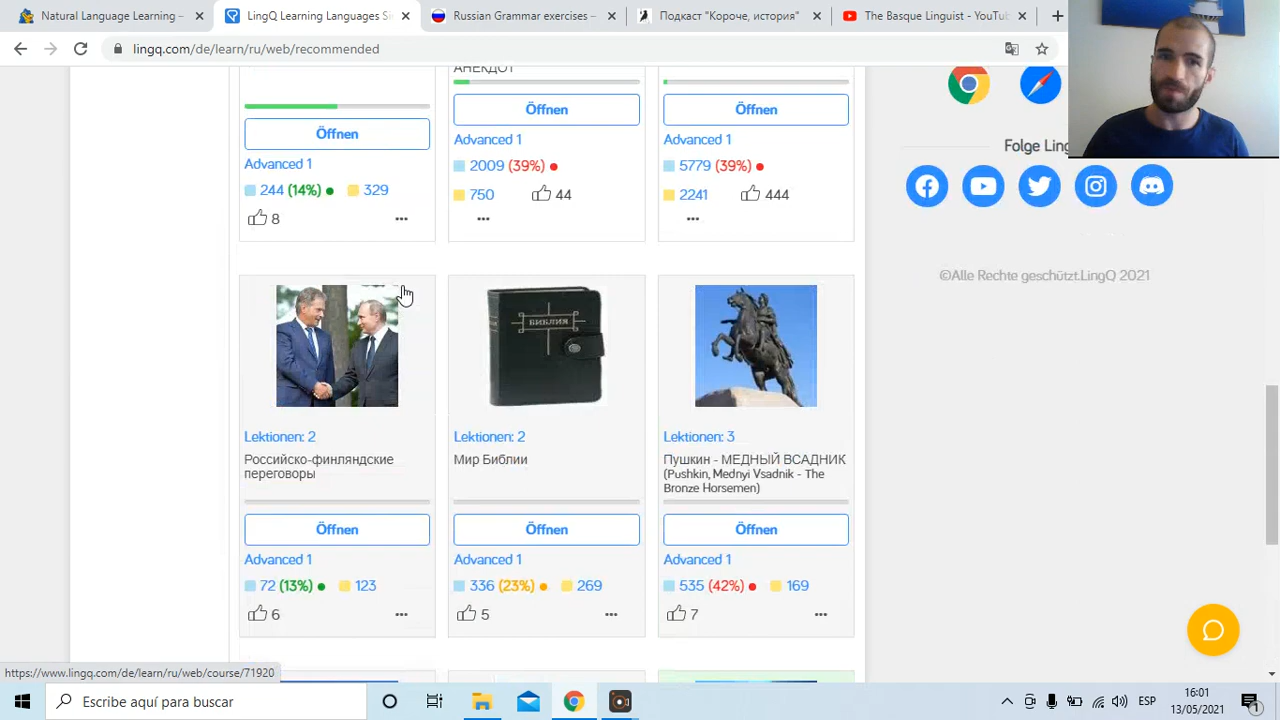 Natural Language Learning –
LingQ Learning Languages Si
Russian Grammar exercises –
Подкаст "Короче, история"
The Basque Linguist - YouTu
lingq.com/de/learn/ru/web/recommended
АНЕКДОТ
Öffnen
Öffnen
Öffnen
Advanced 1
244 (14%) 329
8
Advanced 1
2009 (39%)
750 44
Advanced 1
5779 (39%)
2241 444
Folge Ling
©Alle Rechte geschützt.LingQ 2021
БИБЛИЯ
Lektionen: 2
Российско-финляндские
переговоры
Öffnen
Advanced 1
72 (13%) 123
6
Lektionen: 2
Мир Библии
Öffnen
Advanced 1
336 (23%) 269
5
Lektionen: 3
Пушкин - МЕДНЫЙ ВСАДНИК
(Pushkin, Mednyi Vsadnik - The
Bronze Horsemen)
Öffnen
Advanced 1
535 (42%) 169
7
https://www.lingq.com/de/learn/ru/web/course/71920
Escribe aquí para buscar
ESP
16:01
13/05/2021
1